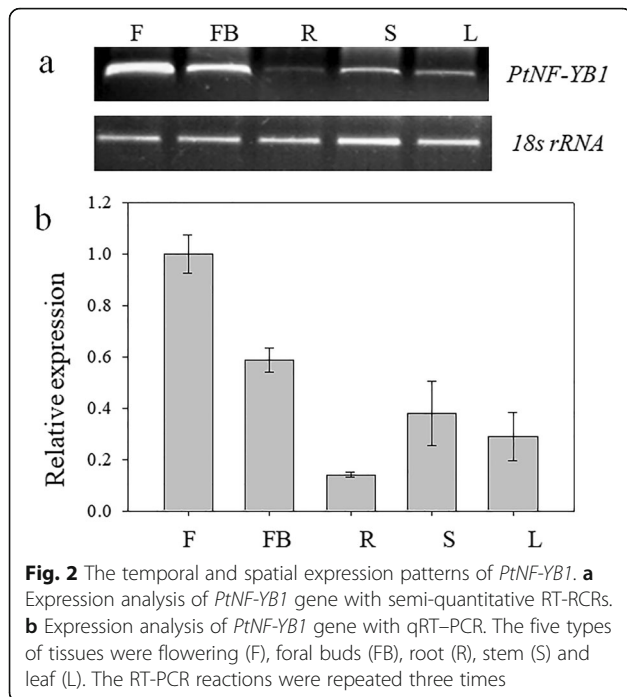 F FB R S L
a
PtNF-YB1
18s rRNA
b
1.2
1.0
0.8
0.6
0.4
0.2
0.0
Relative expression
F FB R S L
Fig. 2 The temporal and spatial expression patterns of PtNF-YB1. a
Expression analysis of PtNF-YB1 gene with semi-quantitative RT-RCRs.
b Expression analysis of PtNF-YB1 gene with qRT–PCR. The five types
of tissues were flowering (F), foral buds (FB), root (R), stem (S) and
leaf (L). The RT-PCR reactions were repeated three times